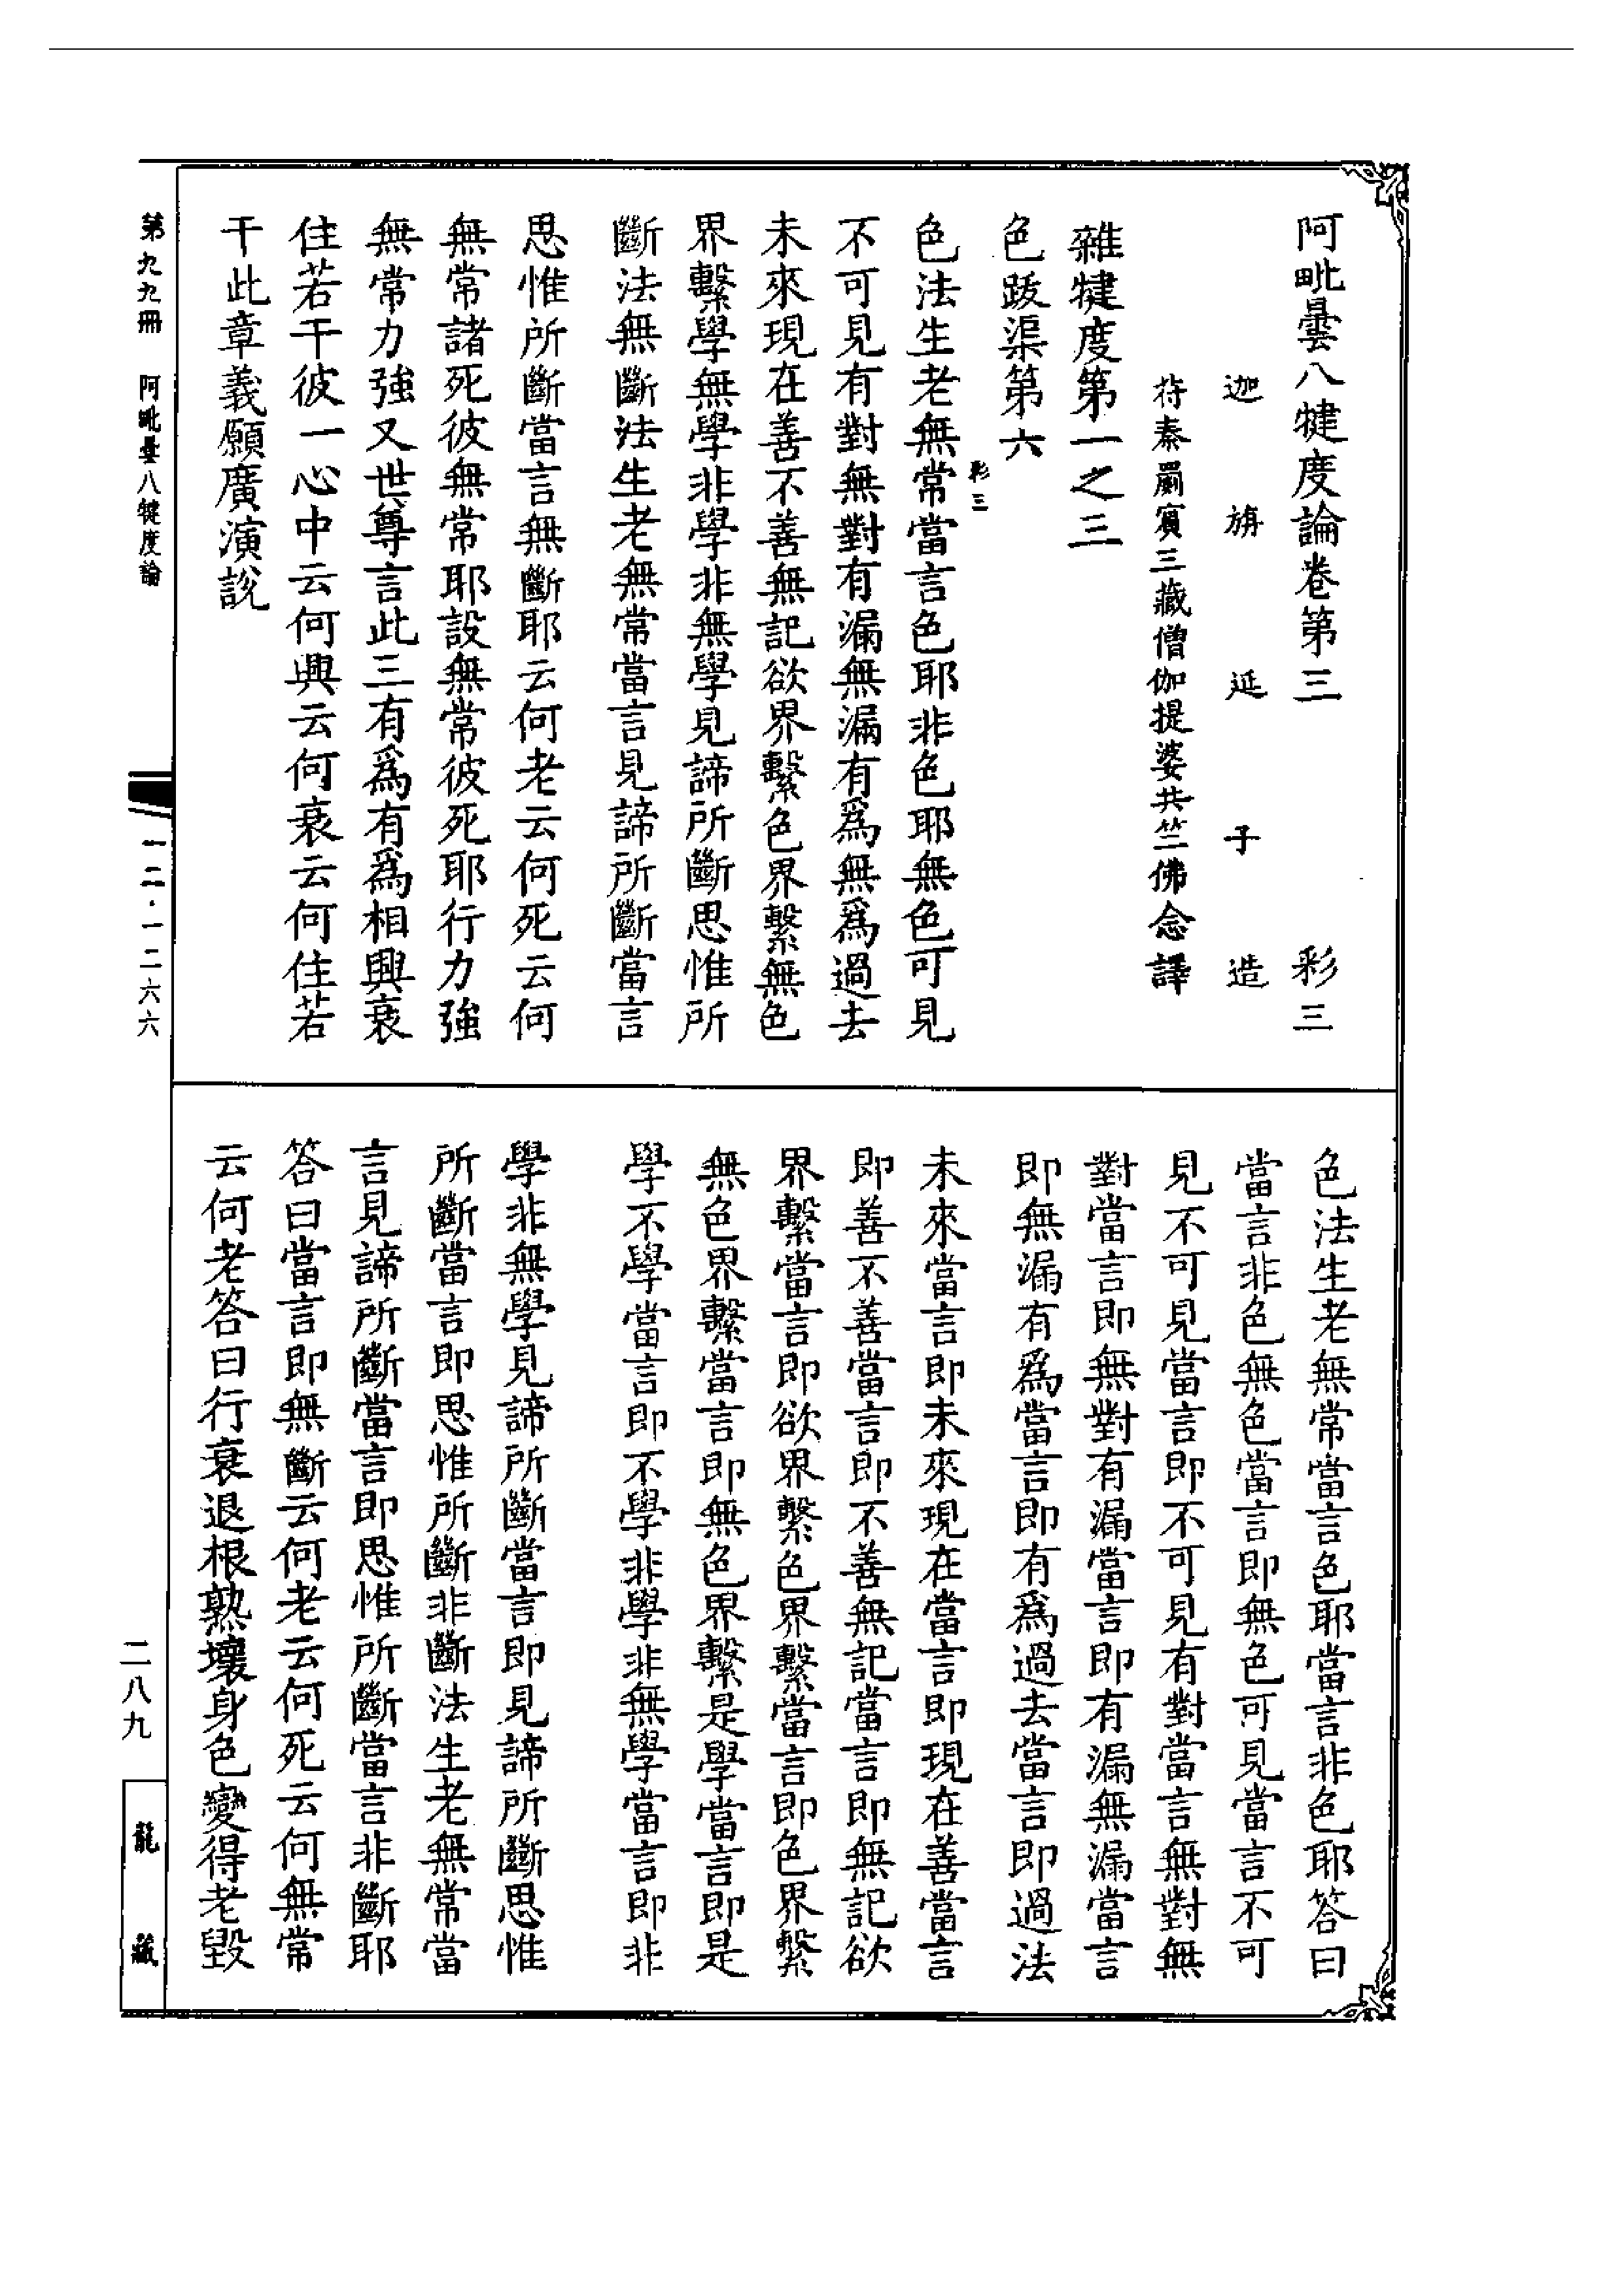 阿毗曇八犍度論卷第三　彩三
迦旃延子造
苻秦罽賓三藏僧伽提婆共竺佛念譯
雜犍度第一之三
色跋渠第六
彩三
色法生老無常當言色耶非色耶無色可見
不可見有對無對有漏無漏有爲無爲過去
未來現在善不善無記欲界繫色界繫無色
界繫學無學非學非無學見諦所斷思惟所
斷法無斷法生老無常當言見諦所斷當言
思惟所斷當言無斷耶云何老云何死云何
無常諸死彼無常耶設無常彼死耶行力強
無常力強又世尊言此三有爲有爲相興衰
住若干彼一心中云何興云何衰云何住若
干此章義願廣演說
色法生老無常當言色耶當言非色耶答曰
當言非色無色當言即無色可見當言不可
見不可見當言即不可見有對當言無對無
對當言即無對有漏當言即有漏無漏當言
即無漏有爲當言即有爲過去當言即過法
未來當言即未來現在當言即現在善當言
即善不善當言即不善無記當言即無記欲
界繫當言即欲界繫色界繫當言即色界繫
無色界繫當言即無色界繫是學當言即是
學不學當言即不學非學非無學當言即非
學非無學見諦所斷當言即見諦所斷思惟
所斷當言即思惟所斷非斷法生老無常當
言見諦所斷當言即思惟所斷當言非斷耶
答曰當言即無斷云何老云何死云何無常
云何老答曰行衰退根熟壞身色變得老毀
第九九冊　阿毗曇八犍度論
一二·一二六六
二八九
龍藏